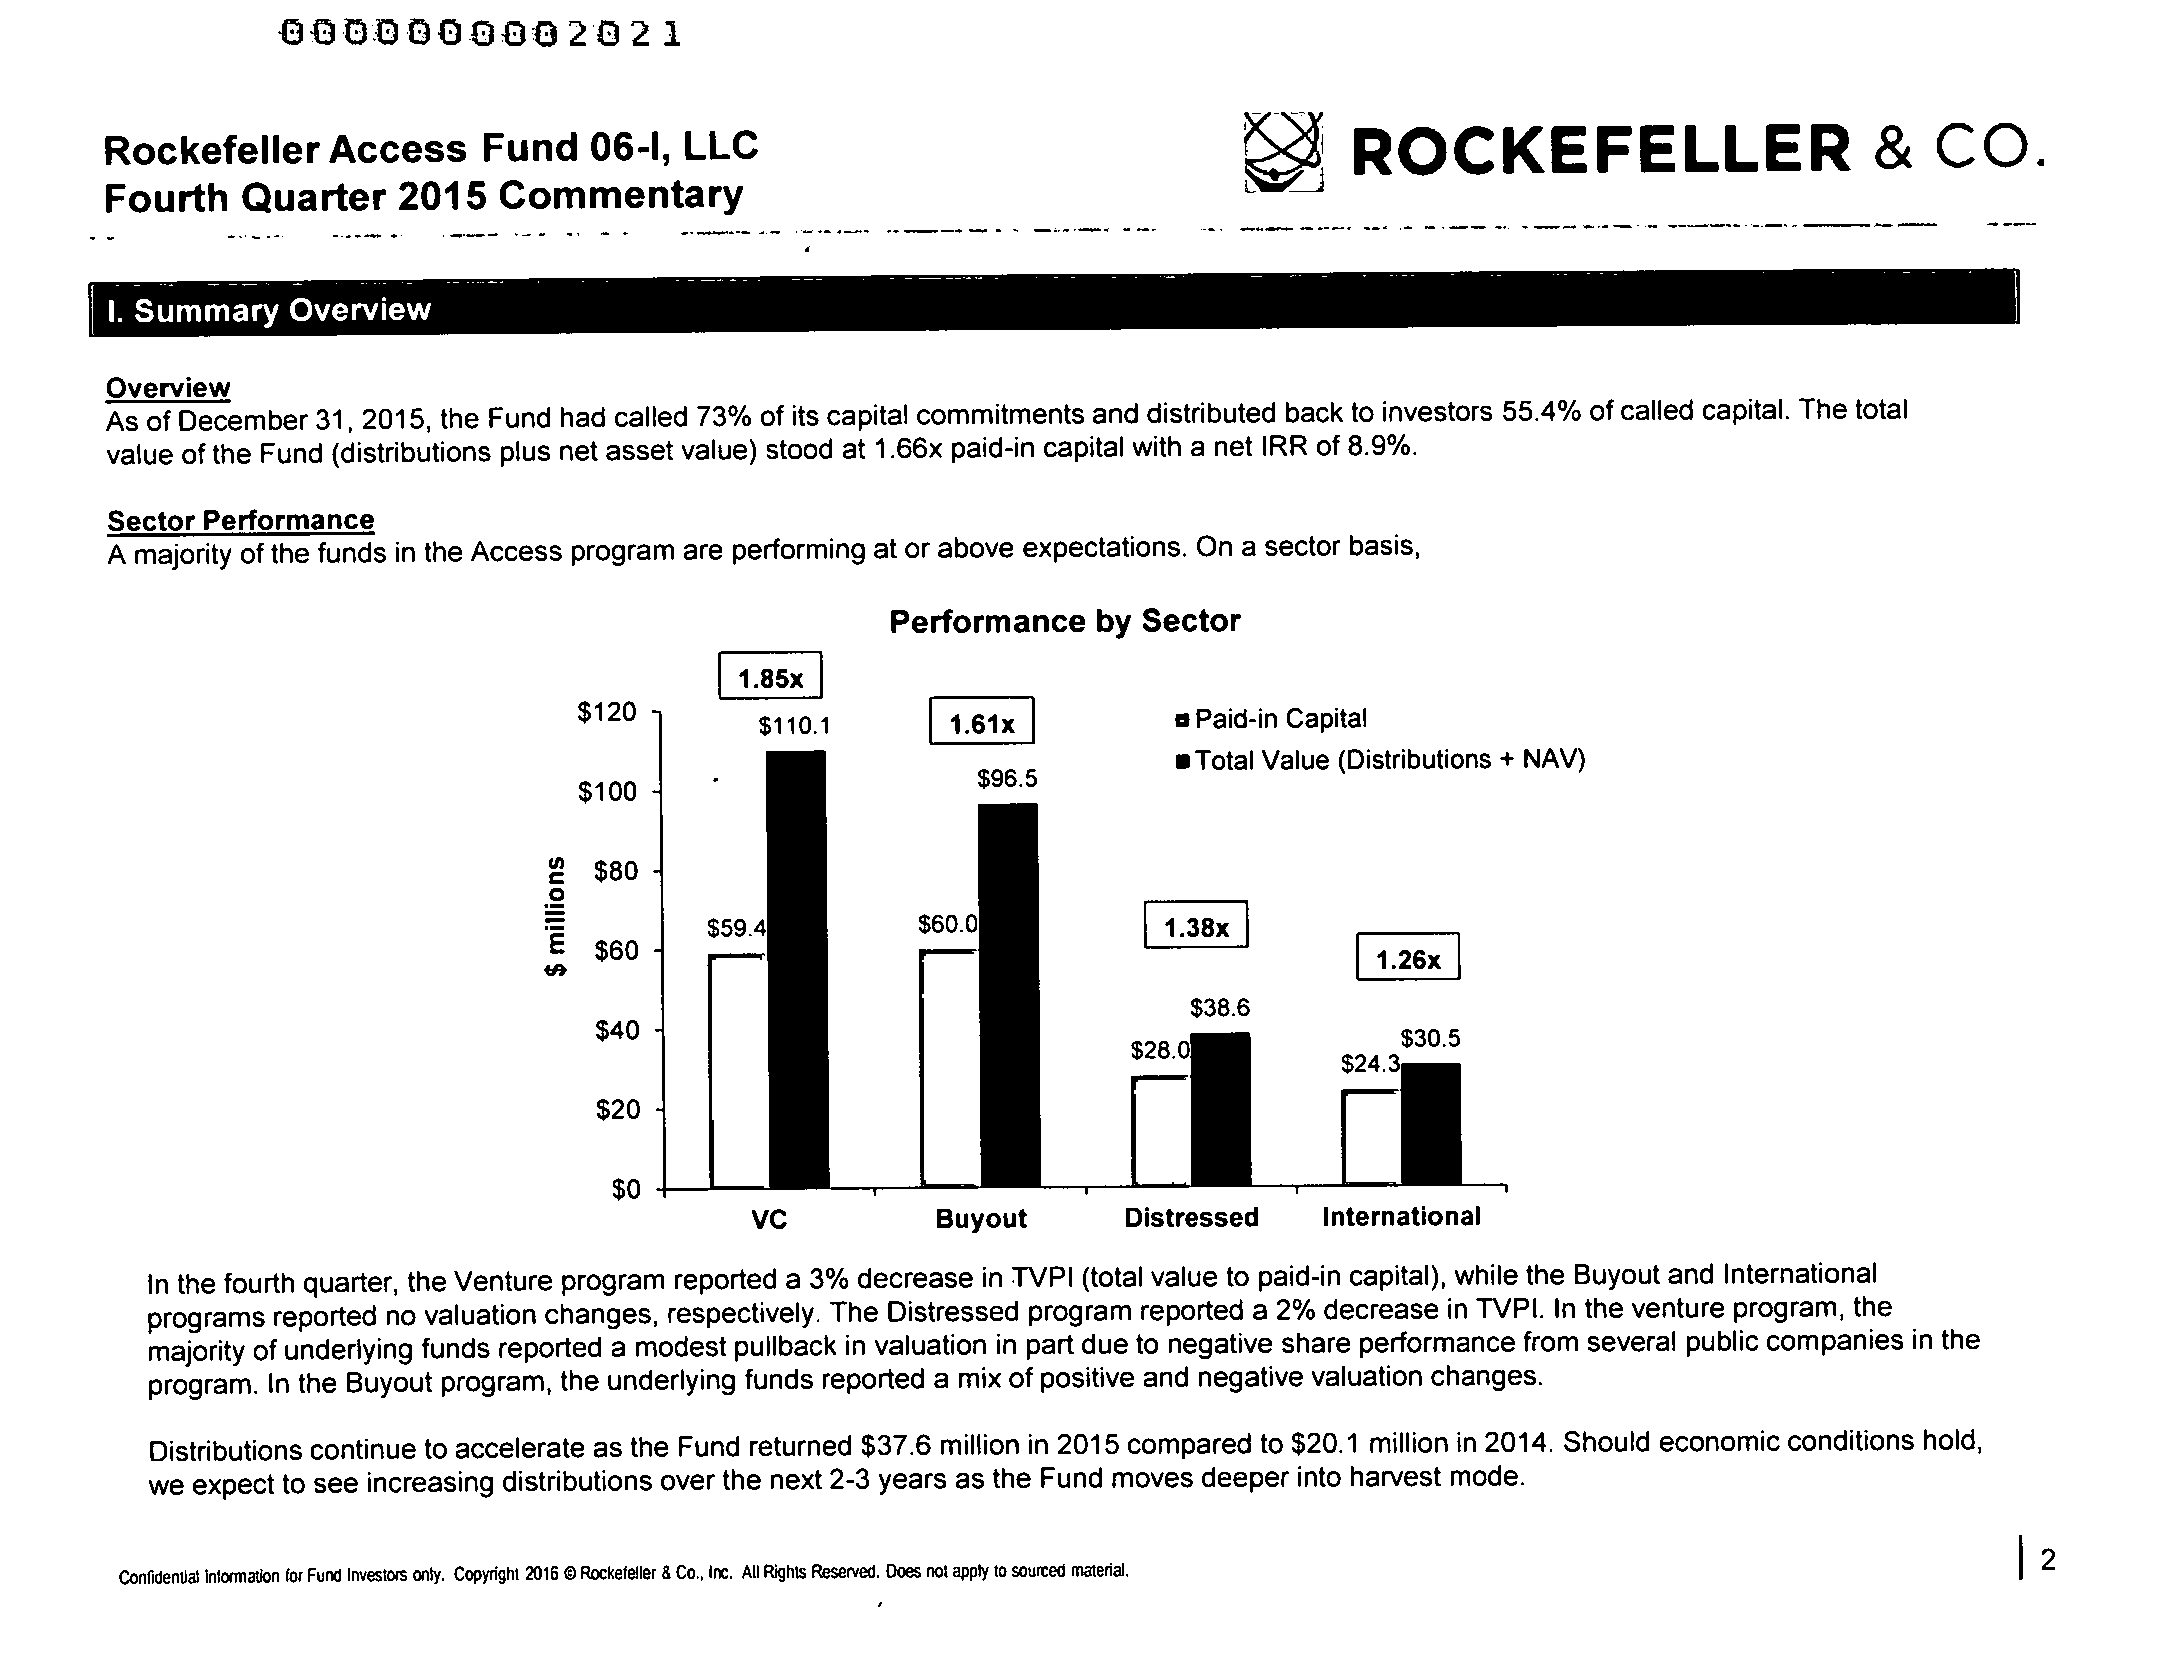 000000002021
Rockefeller Access Fund 06-I, LLC
Fourth Quarter 2015 Commentary
ROCKEFELLER & CO.
I. Summary Overview
Overview
As of December 31, 2015, the Fund had called 73% of its capital commitments and distributed back to investors 55.4% of called capital. The total
value of the Fund (distributions plus net asset value) stood at 1.66x paid-in capital with a net IRR of 8.9%.
Sector Performance
A majority of the funds in the Access program are performing at or above expectations. On a sector basis,
Performance by Sector
1.85x
$120
$110.1
1.61x
Paid-in Capital
Total Value (Distributions + NAV)
$96.5
$100
$ millions
$80
$59.4
$60.0
1.38x
$60
1.26x
$38.6
$40
$28.0
$30.5
$24.3
$20
$0
VC
Buyout
Distressed
International
In the fourth quarter, the Venture program reported a 3% decrease in TVPI (total value to paid-in capital), while the Buyout and International
programs reported no valuation changes, respectively. The Distressed program reported a 2% decrease in TVPI. In the venture program, the
majority of underlying funds reported a modest pullback in valuation in part due to negative share performance from several public companies in the
program. In the Buyout program, the underlying funds reported a mix of positive and negative valuation changes.
Distributions continue to accelerate as the Fund returned $37.6 million in 2015 compared to $20.1 million in 2014. Should economic conditions hold,
we expect to see increasing distributions over the next 2-3 years as the Fund moves deeper into harvest mode.
Confidential Information for Fund Investors only. Copyright 2016 © Rockefeller & Co., Inc. All Rights Reserved. Does not apply to sourced material.
2